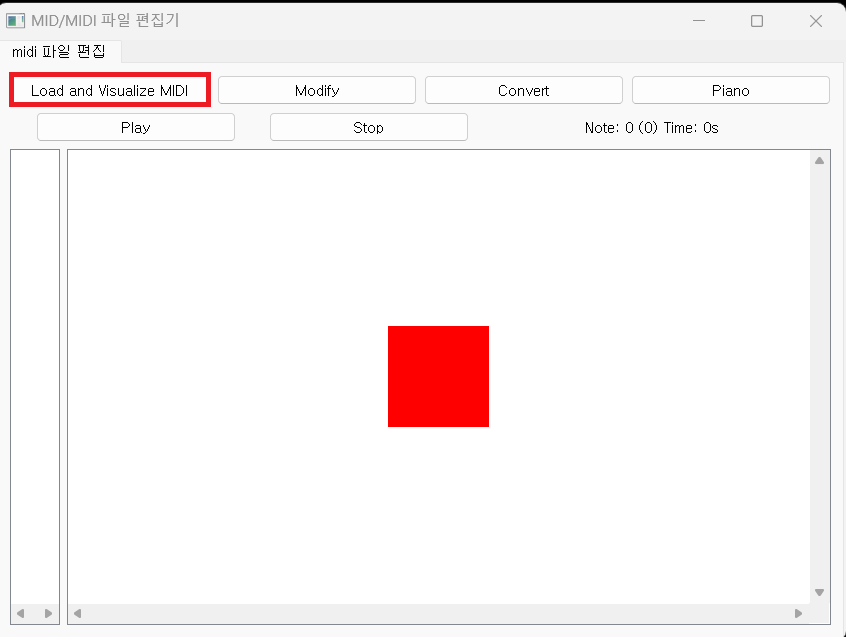 MID/MIDI 파일 편집기
midi 파일 편집
Load and Visualize MIDI
Modify
Convert
Piano
Play
Stop
Note: 0 (0) Time: 0s